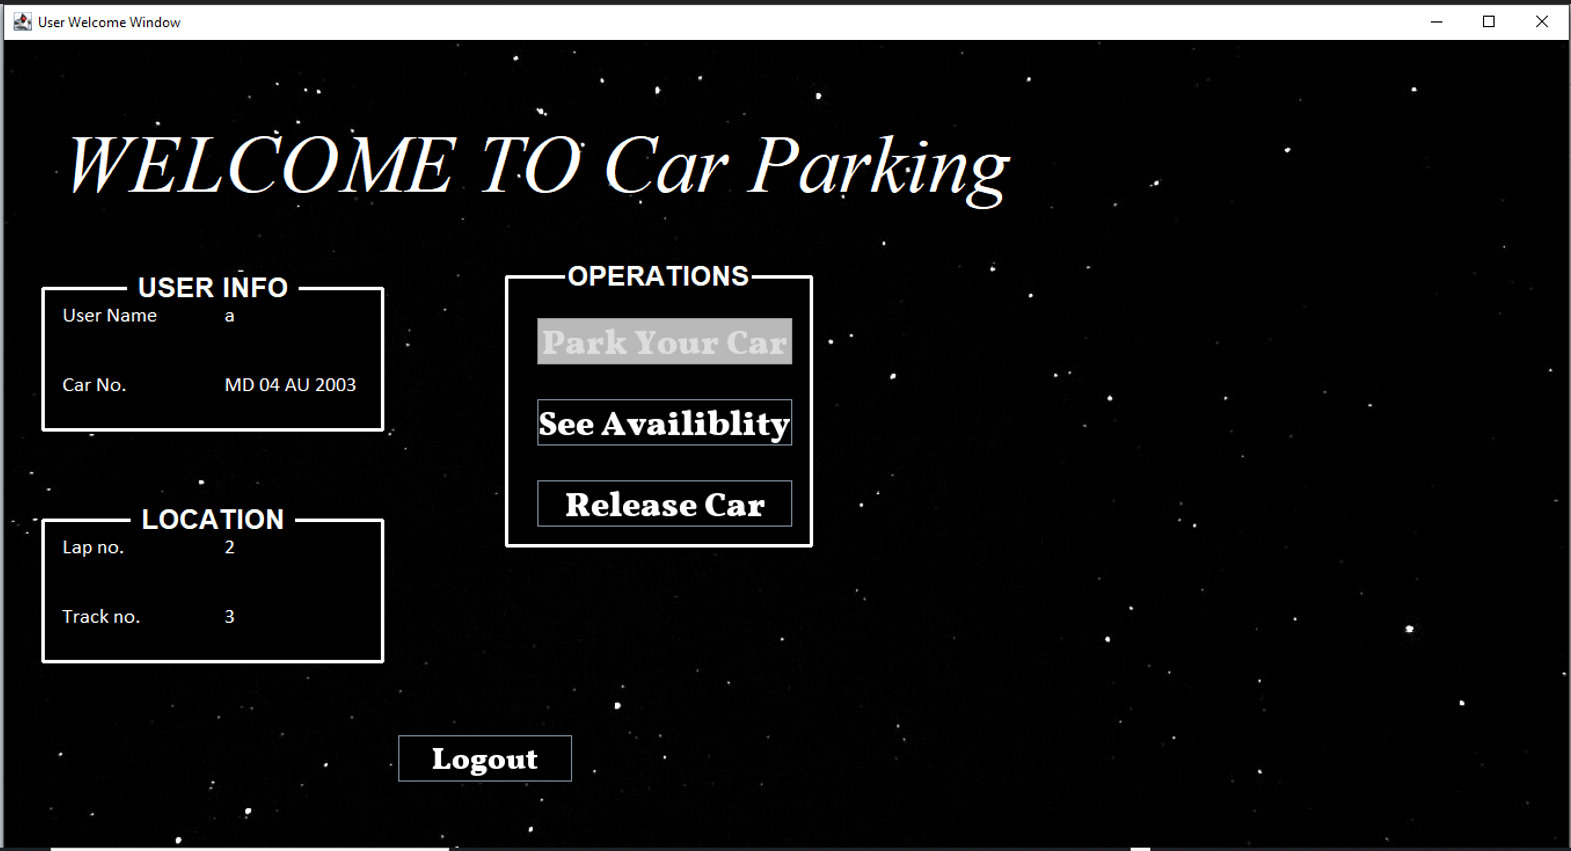 User Welcome Window
WELCOME TO Car Parking
USER INFO
User Name a
Car No. MD 04 AU 2003
OPERATIONS
Park Your Car
See Availiblity
Release Car
LOCATION
Lap no. 2
Track no. 3
Logout